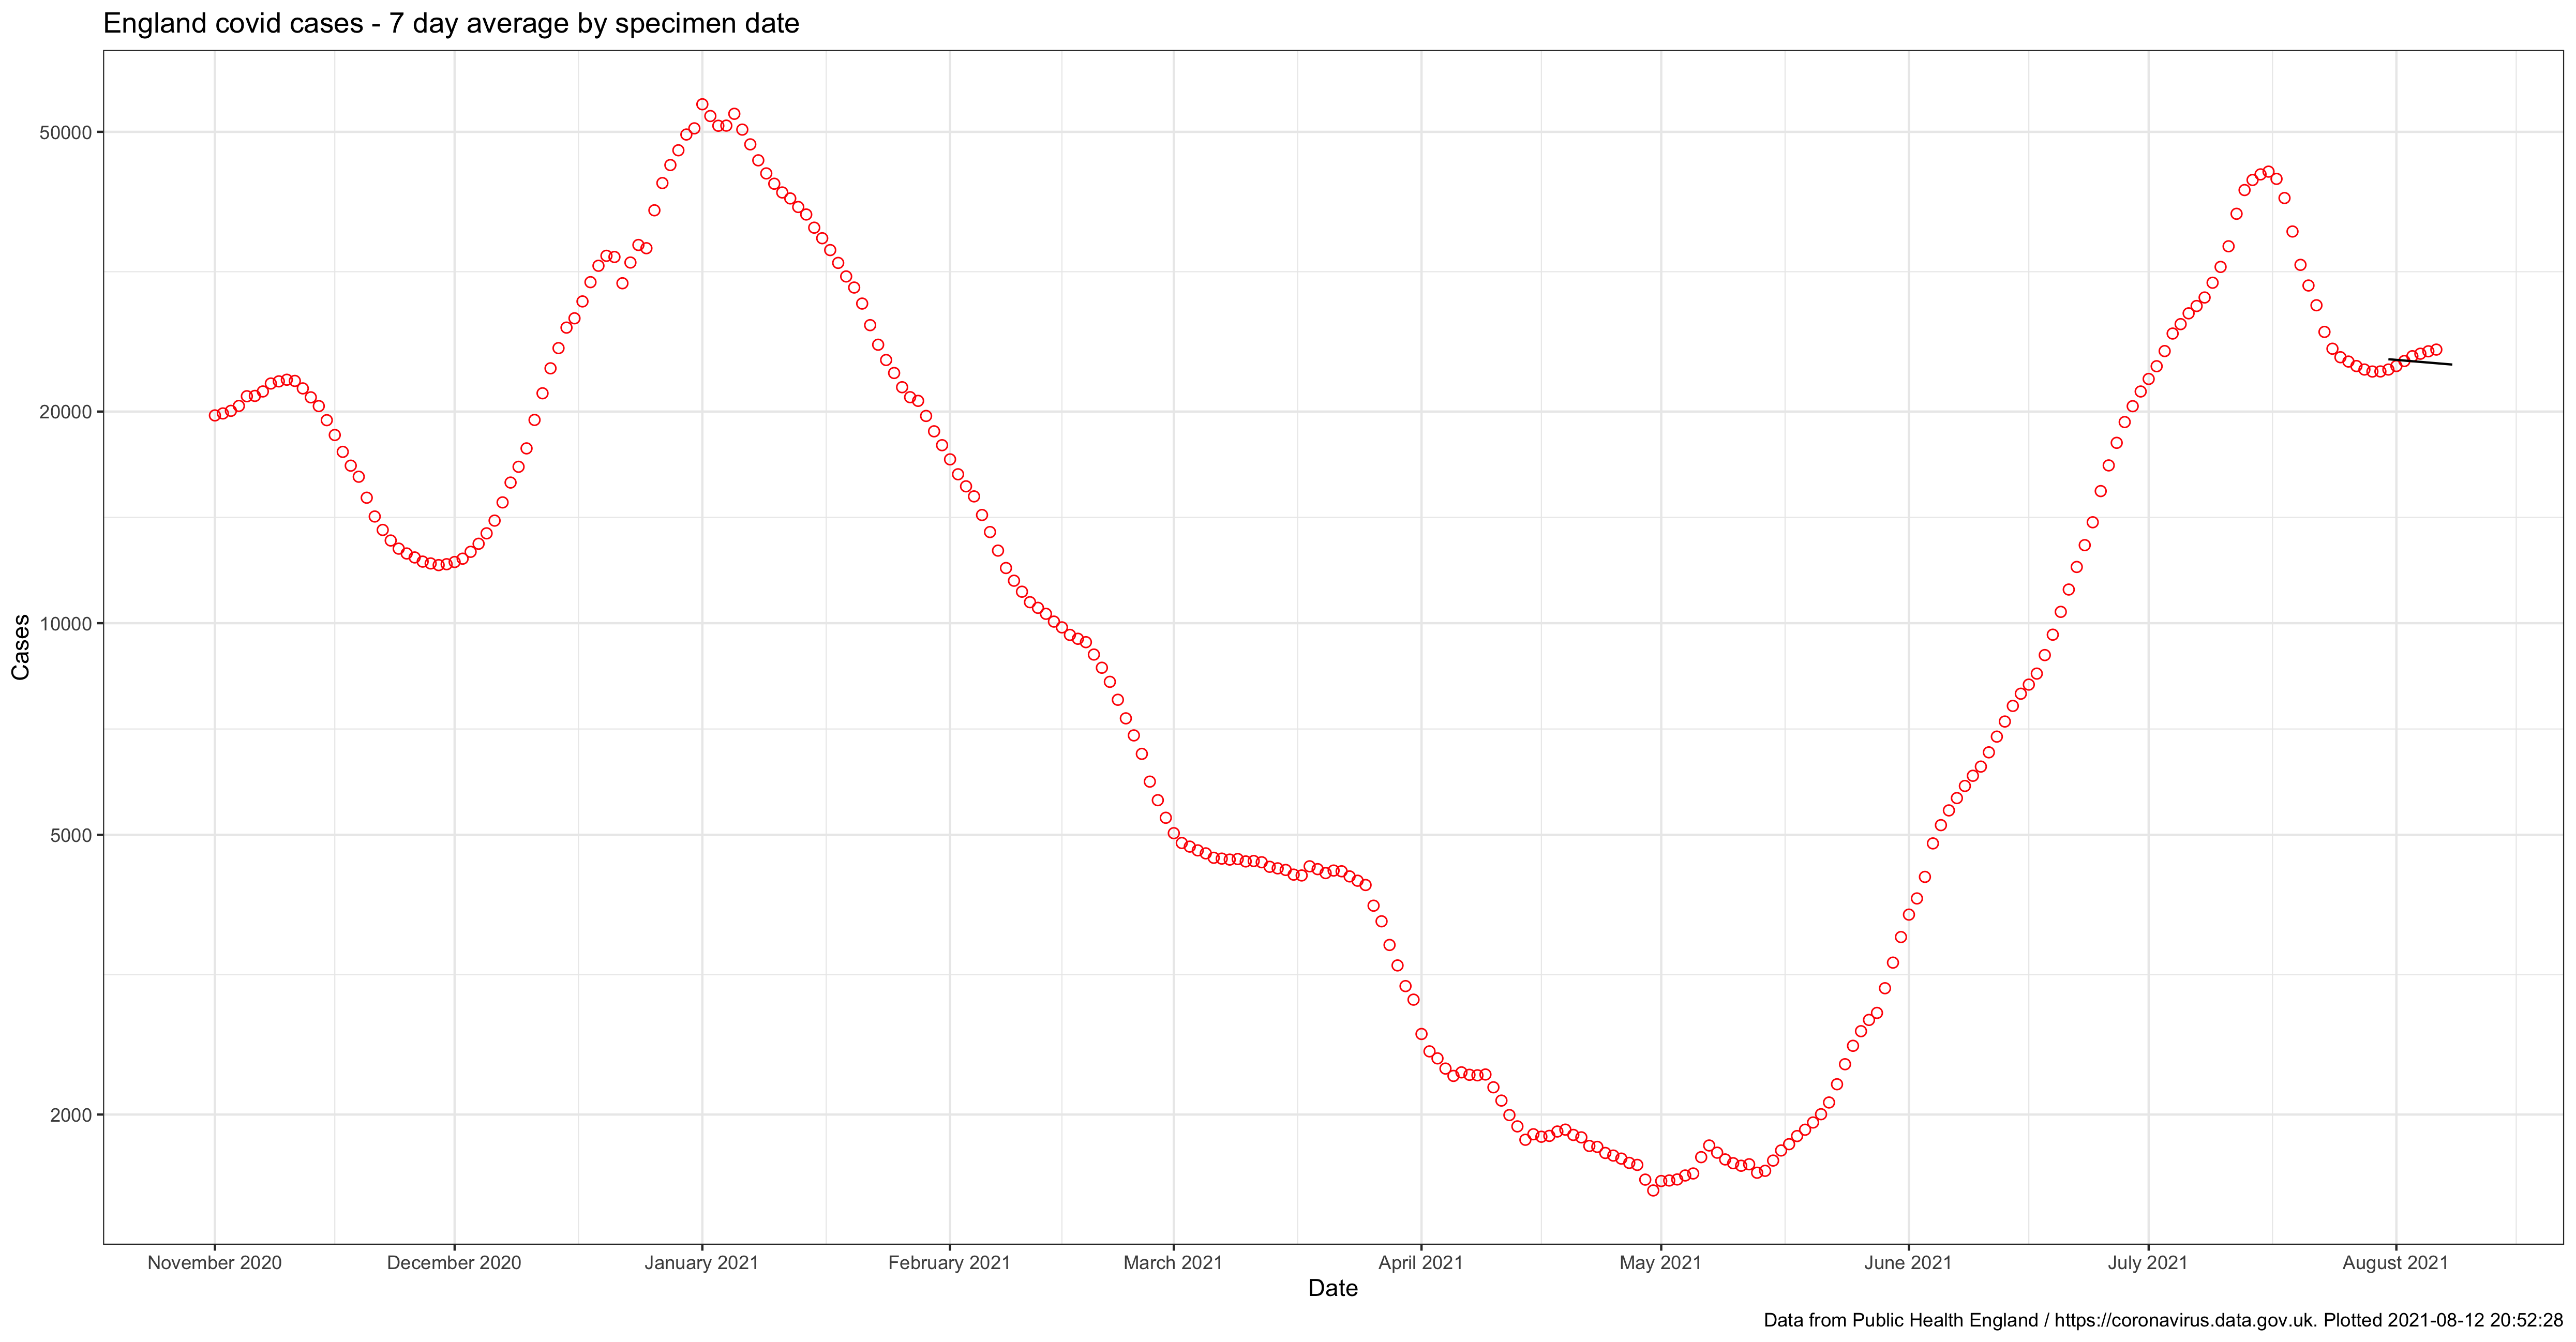 England covid cases - 7 day average by specimen date
50000
20000
10000
5000
2000
Cases
November 2020 December 2020 January 2021 February 2021 March 2021 April 2021 May 2021 June 2021 July 2021 August 2021
Date
Data from Public Health England / https://coronavirus.data.gov.uk. Plotted 2021-08-12 20:52:28